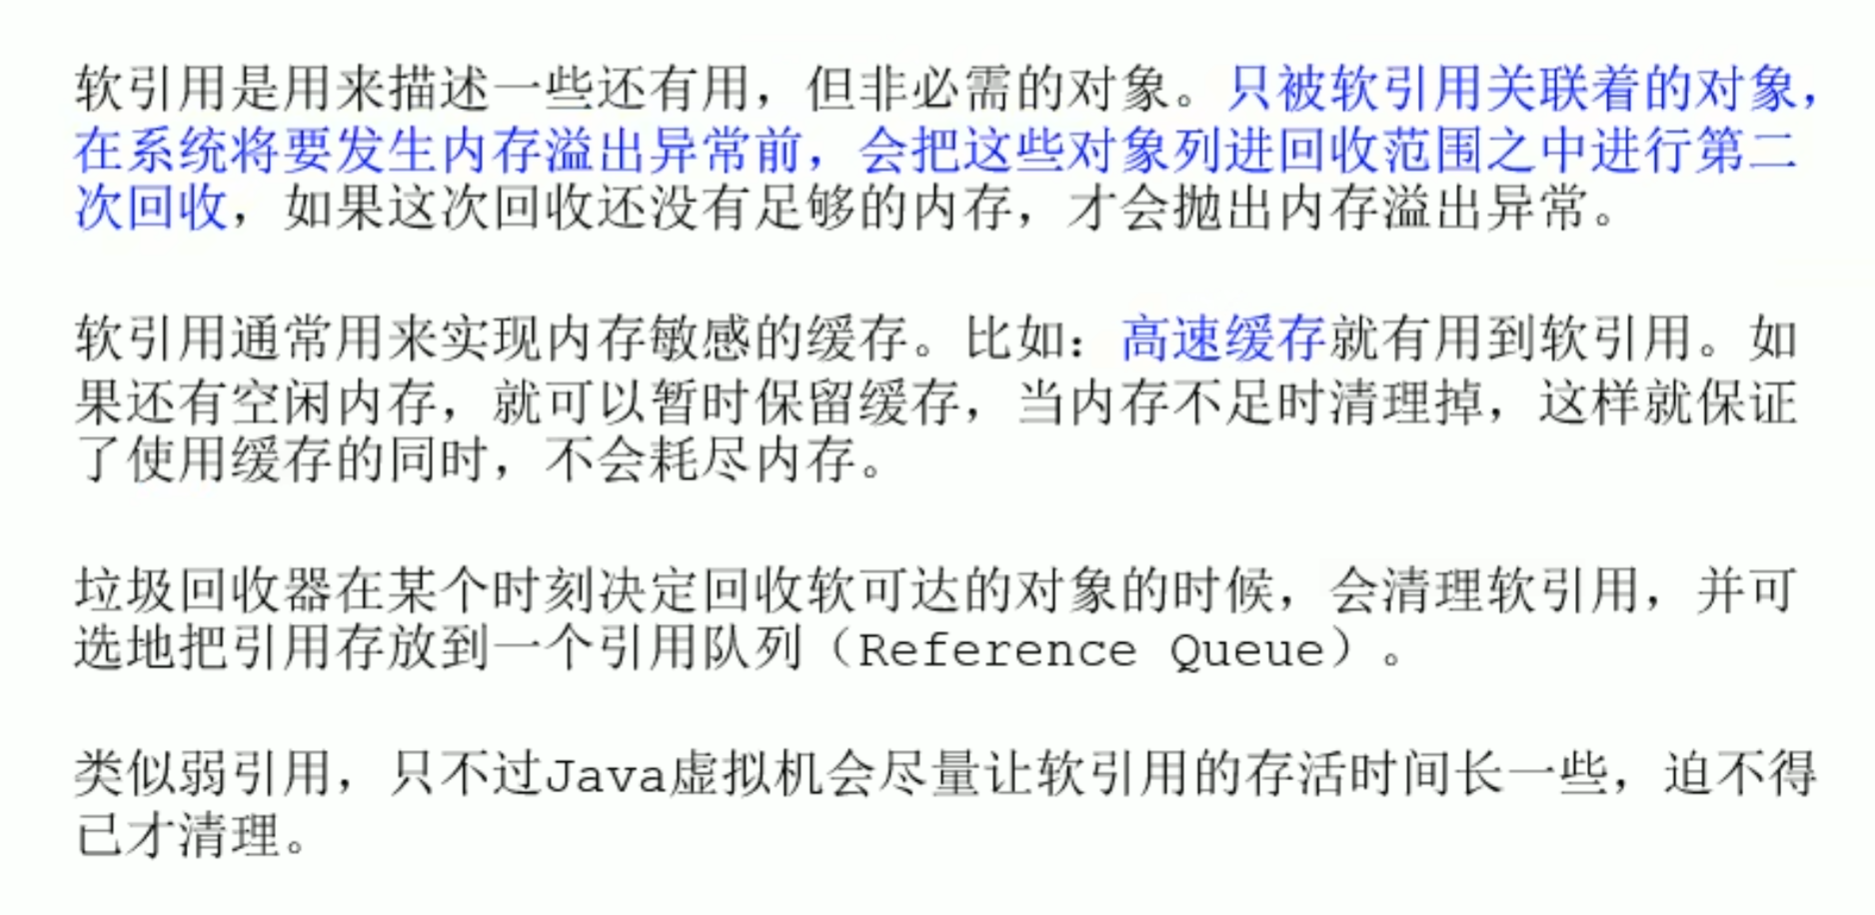 软引用是用来描述一些还有用，但非必需的对象。只被软引用关联着的对象，
在系统将要发生内存溢出异常前，会把这些对象列进回收范围之中进行第二
次回收，如果这次回收还没有足够的内存，才会抛出内存溢出异常。
软引用通常用来实现内存敏感的缓存。比如：高速缓存就有用到软引用。如
果还有空闲内存，就可以暂时保留缓存，当内存不足时清理掉，这样就保证
了使用缓存的同时，不会耗尽内存。
垃圾回收器在某个时刻决定回收软可达的对象的时候，会清理软引用，并可
选地把引用存放到一个引用队列（Reference Queue）。
类似弱引用，只不过Java虚拟机会尽量让软引用的存活时间长一些，迫不得
已才清理。